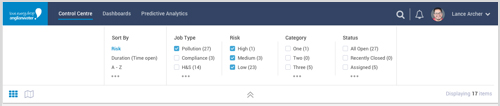 love every drop
anglianwater
Control Centre Dashboards Predictive Analytics Lance Archer
Sort By Job Type Risk Category Status
Risk Pollution (27) High (1) One (1) All Open (27)
Duration (Time open) Compliance (3) Medium (3) Two (0) Recently Closed (0)
A - Z H&S (14) Low (23) Three (5) Assigned (5)
Displaying 17 items